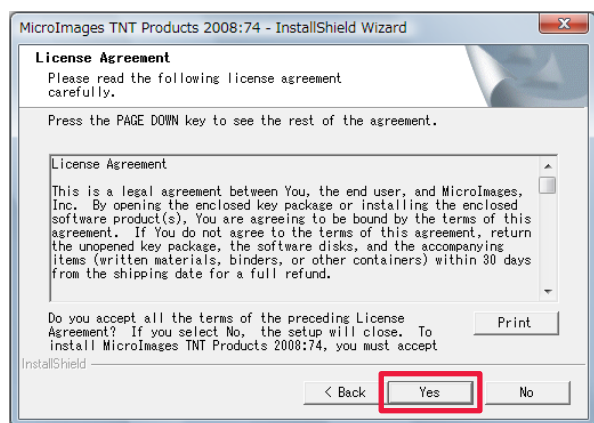 MicroImages TNT Products 2008:74 - InstallShield Wizard
License Agreement
Please read the following license agreement
carefully.
Press the PAGE DOWN key to see the rest of the agreement.
License Agreement
This is a legal agreement between You, the end user, and MicroImages,
Inc. By opening the enclosed key package or installing the enclosed
software product(s), You are agreeing to be bound by the terms of this
agreement. If You do not agree to the terms of this agreement, return
the unopened key package, the software disks, and the accompanying
items (written materials, binders, or other containers) within 30 days
from the shipping date for a full refund.
Do you accept all the terms of the preceding License
Agreement? If you select No, the setup will close. To
install MicroImages TNT Products 2008:74, you must accept
Print
InstallShield
< Back
Yes
No